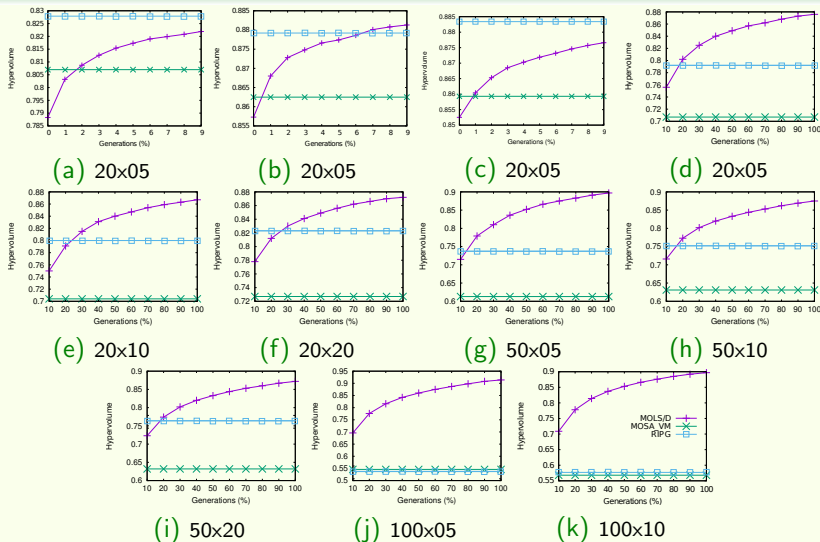 0.83
0.825
0.82
0.815
0.81
0.805
0.8
0.795
0.79
0.785
Hypervolume
0 1 2 3 4 5 6 7 8 9
Generations (%)
(a) 20x05
0.885
0.88
0.875
0.87
0.865
0.86
0.855
Hypervolume
0 1 2 3 4 5 6 7 8 9
Generations (%)
(b) 20x05
0.885
0.88
0.875
0.87
0.865
0.86
0.855
0.85
Hypervolume
0 1 2 3 4 5 6 7 8 9
Generations (%)
(c) 20x05
0.88
0.86
0.84
0.82
0.8
0.78
0.76
0.74
0.72
0.7
Hypervolume
10 20 30 40 50 60 70 80 90 100
Generations (%)
(d) 20x05
0.88
0.86
0.84
0.82
0.8
0.78
0.76
0.74
0.72
0.7
Hypervolume
10 20 30 40 50 60 70 80 90 100
Generations (%)
(e) 20x10
0.88
0.86
0.84
0.82
0.8
0.78
0.76
0.74
0.72
Hypervolume
10 20 30 40 50 60 70 80 90 100
Generations (%)
(f) 20x20
0.9
0.85
0.8
0.75
0.7
0.65
0.6
Hypervolume
10 20 30 40 50 60 70 80 90 100
Generations (%)
(g) 50x05
0.9
0.85
0.8
0.75
0.7
0.65
0.6
Hypervolume
10 20 30 40 50 60 70 80 90 100
Generations (%)
(h) 50x10
0.9
0.85
0.8
0.75
0.7
0.65
0.6
Hypervolume
10 20 30 40 50 60 70 80 90 100
Generations (%)
(i) 50x20
0.95
0.9
0.85
0.8
0.75
0.7
0.65
0.6
0.55
0.5
Hypervolume
10 20 30 40 50 60 70 80 90 100
Generations (%)
(j) 100x05
0.9
0.85
0.8
0.75
0.7
0.65
0.6
0.55
Hypervolume
MOLS/D
MOSA_VM
RIPG
10 20 30 40 50 60 70 80 90 100
Generations (%)
(k) 100x10